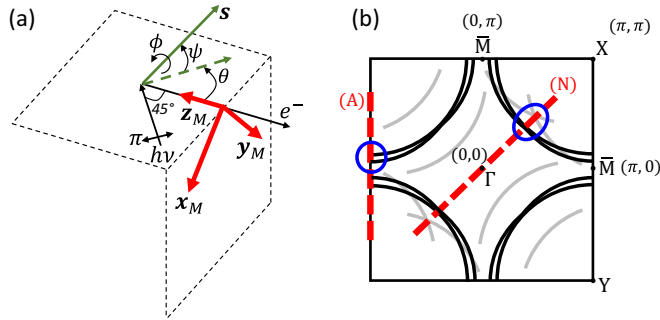 (a)
s
ϕ
ψ
θ
45°
z_M
e⁻
π
hν
y_M
x_M
(b)
(0, π)
M̄
X
(π, π)
(A)
(N)
(0,0)
Γ
M̄ (π, 0)
Y